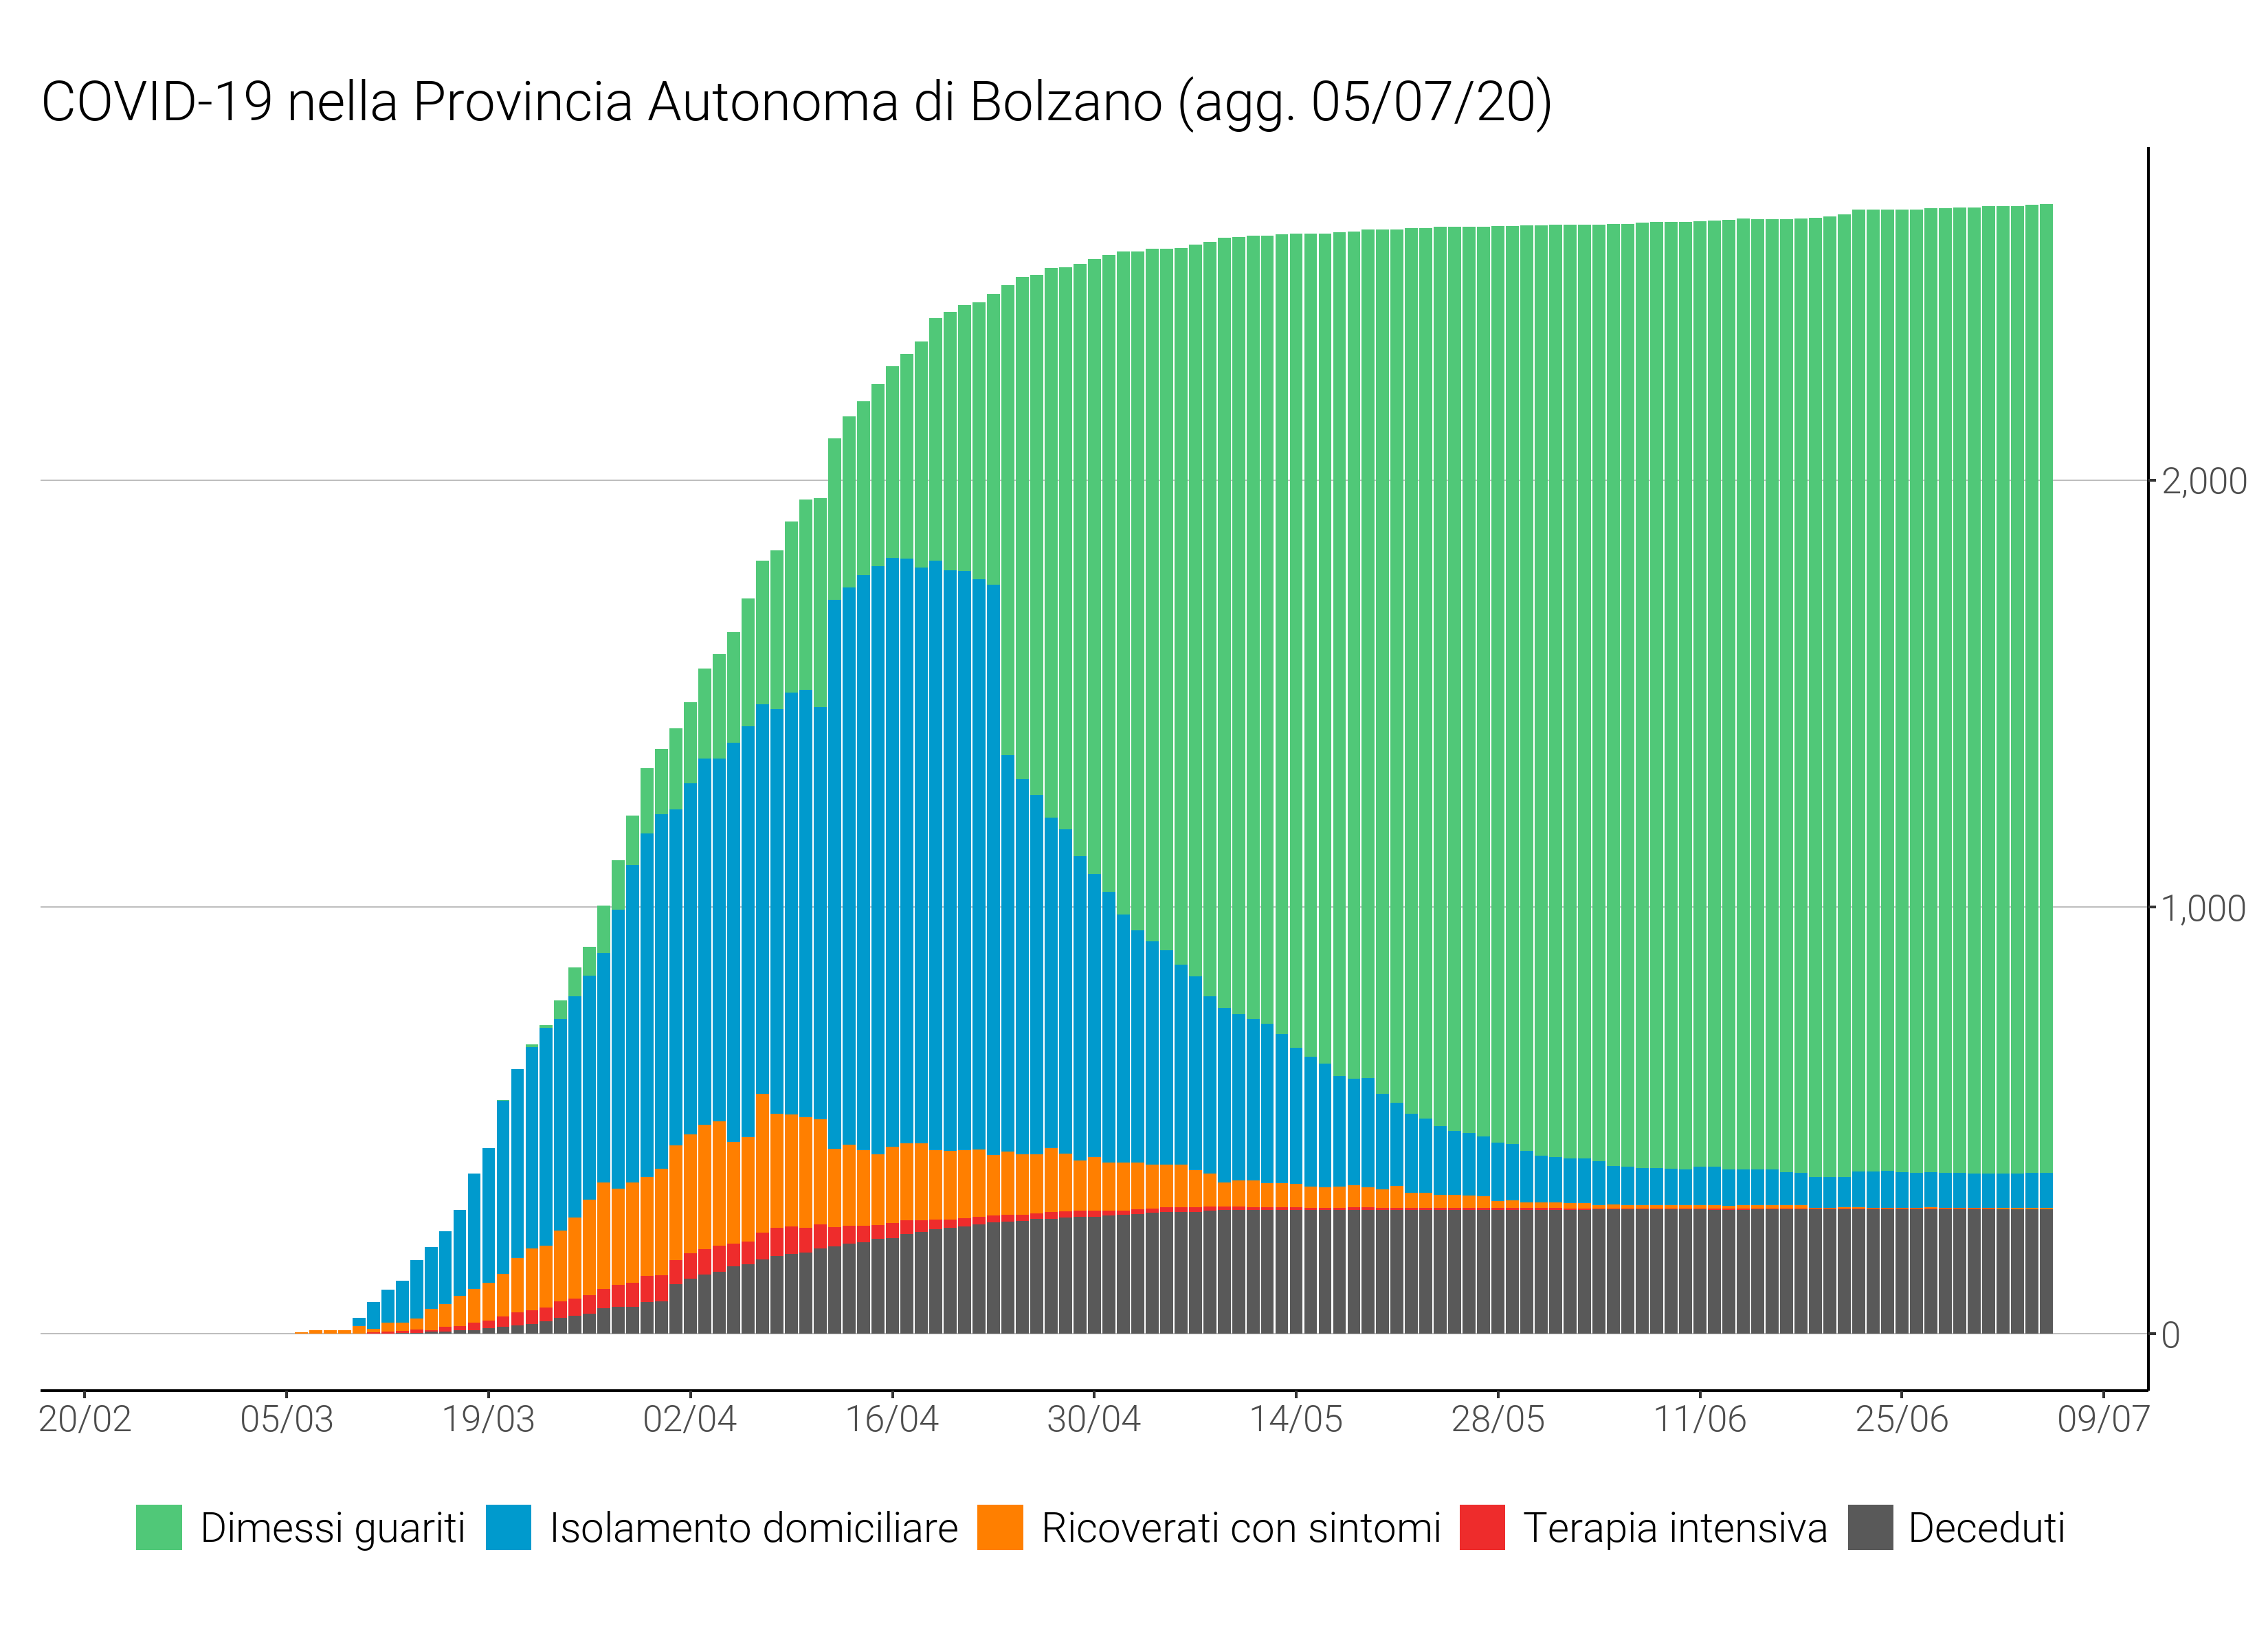 COVID-19 nella Provincia Autonoma di Bolzano (agg. 05/07/20)
2,000
1,000
0
20/02 05/03 19/03 02/04 16/04 30/04 14/05 28/05 11/06 25/06 09/07
Dimessi guariti Isolamento domiciliare Ricoverati con sintomi Terapia intensiva Deceduti